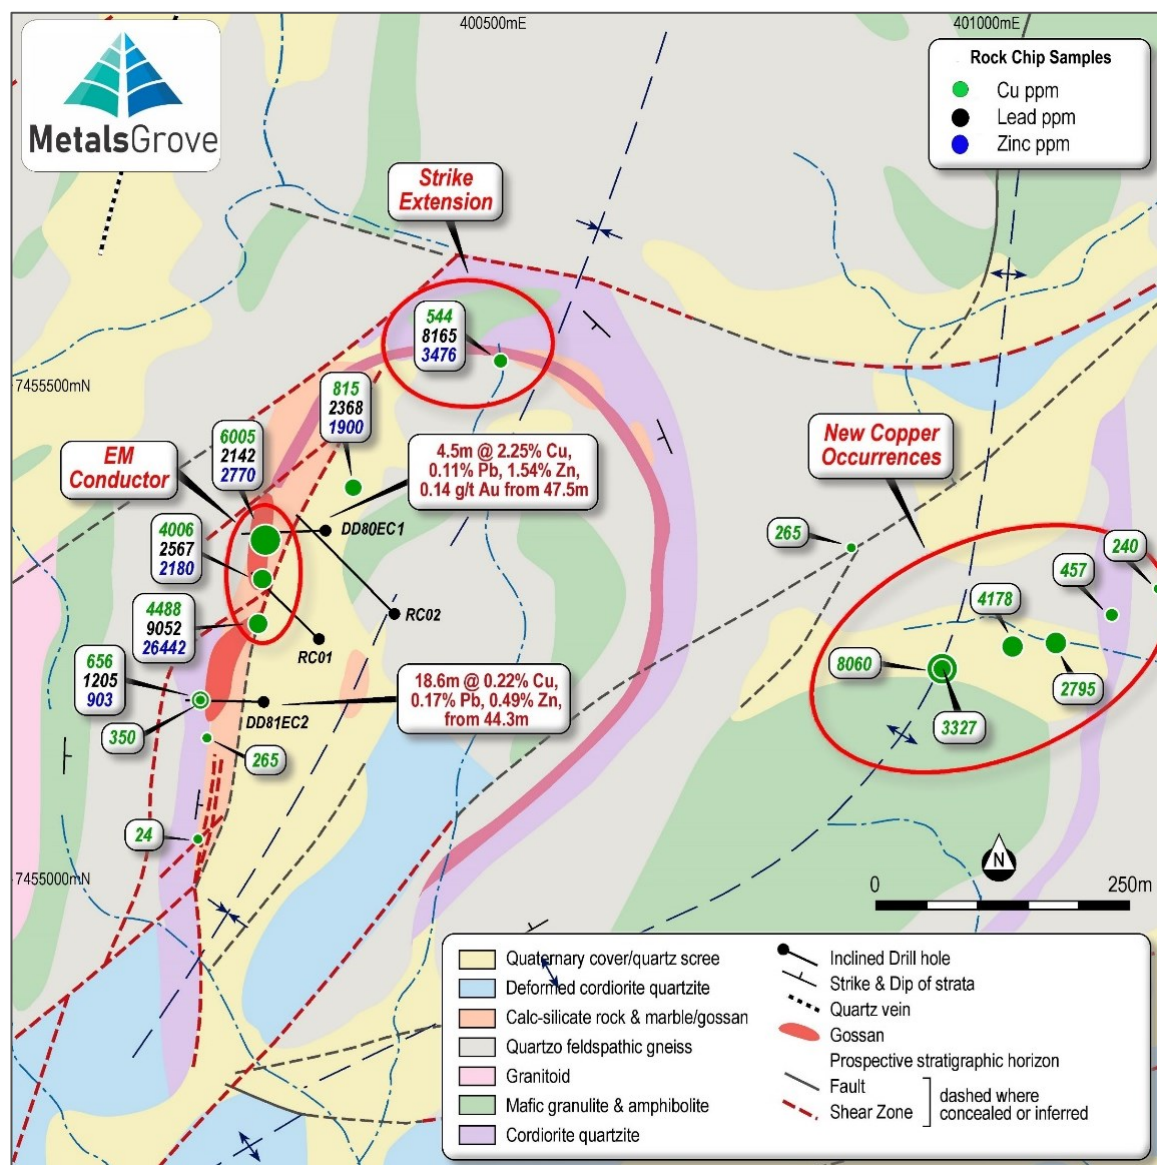 400500mE
401000mE
MetalsGrove
Rock Chip Samples
Cu ppm
Lead ppm
Zinc ppm
Strike
Extension
544
8165
3476
7455500mN
815
2368
1900
6005
2142
2770
EM
Conductor
4.5m @ 2.25% Cu,
0.11% Pb, 1.54% Zn,
0.14 g/t Au from 47.5m
New Copper
Occurrences
DD80EC1
4006
2567
2180
265
240
457
4178
4488
9052
26442
RC02
RC01
656
1205
903
8060
2795
18.6m @ 0.22% Cu,
0.17% Pb, 0.49% Zn,
from 44.3m
DD81EC2
3327
350
265
24
7455000mN
N
0
250m
Quaternary cover/quartz scree
Deformed cordiorite quartzite
Calc-silicate rock & marble/gossan
Quartzo feldspathic gneiss
Granitoid
Mafic granulite & amphibolite
Cordiorite quartzite
Inclined Drill hole
Strike & Dip of strata
Quartz vein
Gossan
Prospective stratigraphic horizon
Fault
Shear Zone
dashed where
concealed or inferred